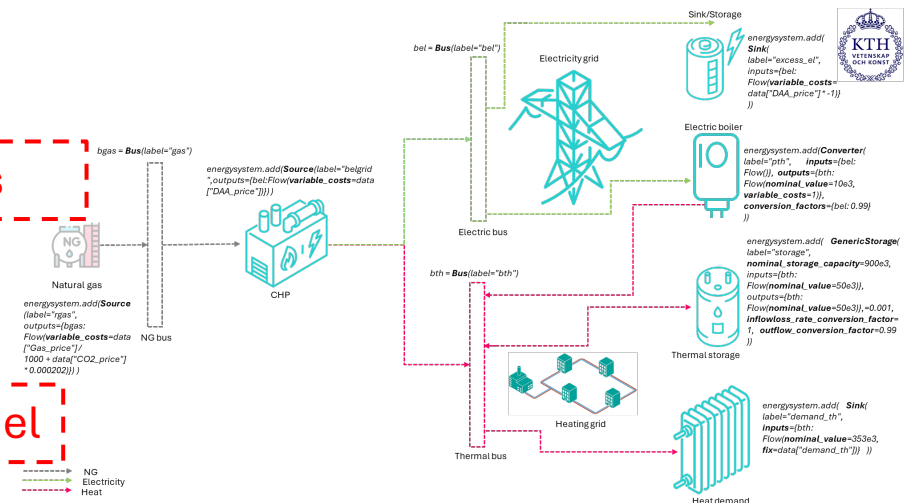 Sink/Storage
energysystem.add(
Sink(
label="excess_el",
inputs={bel:
Flow(variable_costs=
data["DAA_price"]*-1)}
))
KTH
VETENSKAP
OCH KONST
bel = Bus(label="bel")
Electricity grid
Electric boiler
energysystem.add(Converter(
label="pth", inputs={bel:
Flow()}, outputs={bth:
Flow(nominal_value=10e3,
variable_costs=1)},
conversion_factors={bel: 0.99}
))
bgas = Bus(label="gas")
s
energysystem.add(Source(label="belgrid
",outputs={bel:Flow(variable_costs=data
["DAA_price"])}) )
NG
Natural gas
CHP
Electric bus
energysystem.add(Source
(label="rgas",
outputs={bgas:
Flow(variable_costs=data
["Gas_price"] /
1000 + data["CO2_price"]
*0.000202)}) )
NG bus
bth = Bus(label="bth")
energysystem.add( GenericStorage(
label="storage",
nominal_storage_capacity=900e3,
inputs={bth:
Flow(nominal_value=50e3)},
outputs={bth:
Flow(nominal_value=50e3)},=0.001,
inflowloss_rate_conversion_factor=
1, outflow_conversion_factor=0.99
))
Thermal storage
Heating grid
el
energysystem.add( Sink(
label="demand_th",
inputs={bth:
Flow(nominal_value=353e3,
fix=data["demand_th"])} ))
Thermal bus
Heat demand
NG
Electricity
Heat